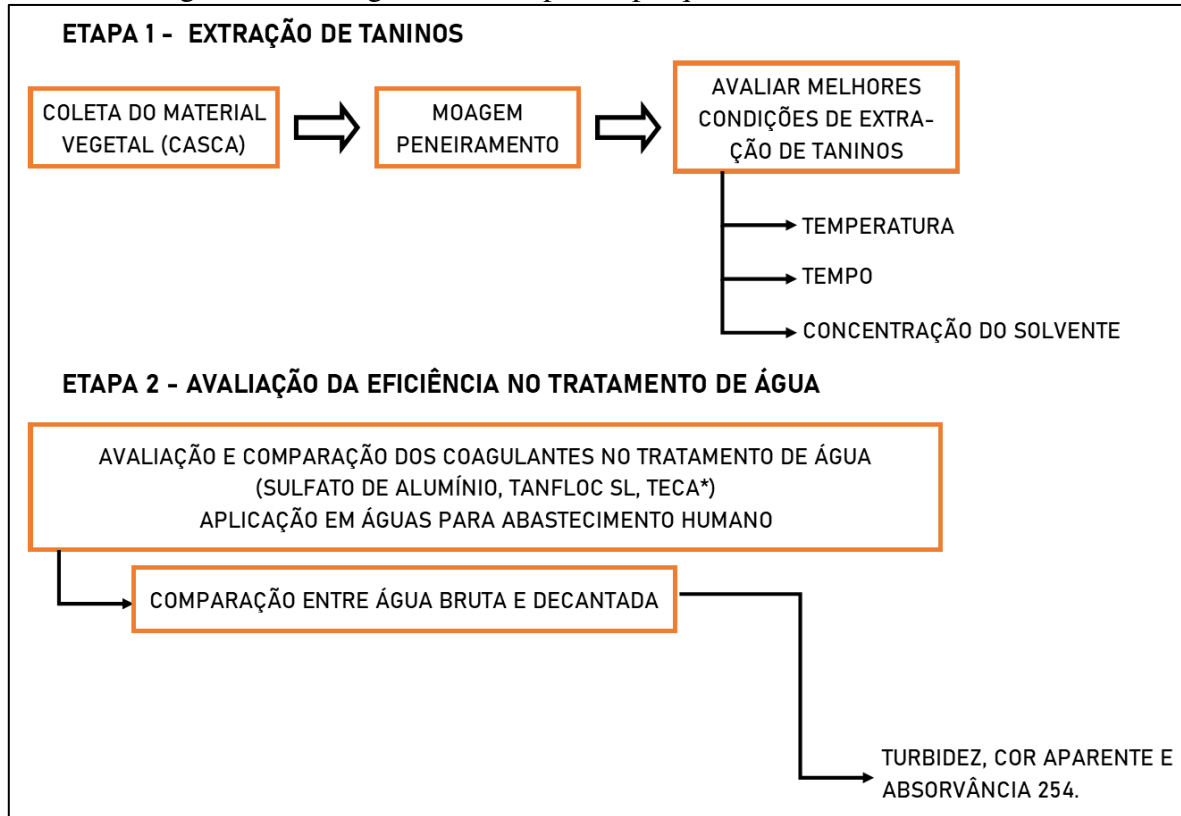 ETAPA 1 - EXTRAÇÃO DE TANINOS
COLETA DO MATERIAL
VEGETAL (CASCA)
MOAGEM
PENEIRAMENTO
AVALIAR MELHORES
CONDIÇÕES DE EXTRA-
ÇÃO DE TANINOS
TEMPERATURA
TEMPO
CONCENTRAÇÃO DO SOLVENTE
ETAPA 2 - AVALIAÇÃO DA EFICIÊNCIA NO TRATAMENTO DE ÁGUA
AVALIAÇÃO E COMPARAÇÃO DOS COAGULANTES NO TRATAMENTO DE ÁGUA
(SULFATO DE ALUMÍNIO, TANFLOC SL, TECA*)
APLICAÇÃO EM ÁGUAS PARA ABASTECIMENTO HUMANO
COMPARAÇÃO ENTRE ÁGUA BRUTA E DECANTADA
TURBIDEZ, COR APARENTE E
ABSORVÂNCIA 254.